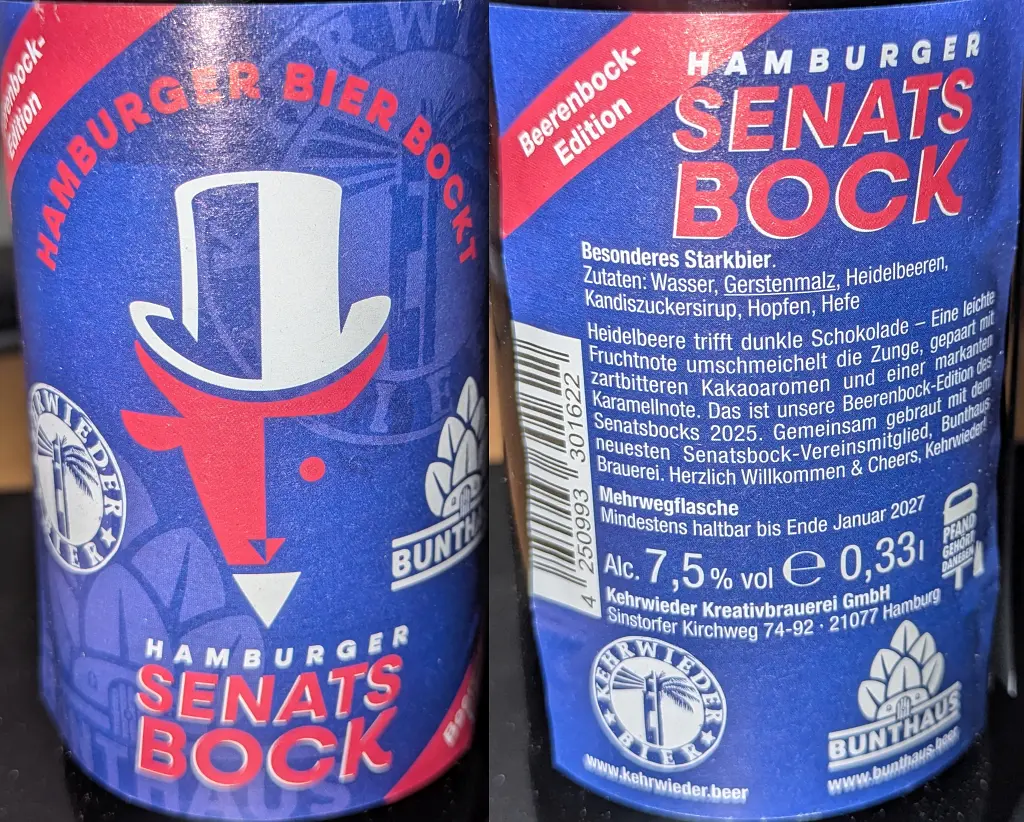 Beerenbock-
Edition
HAMBURGER BIER BOCKT
KEHRWIEDER
BIER
BUNTHAUS
HAMBURGER
SENATS
BOCK
Beerenbock-
Edition
HAMBURGER
SENATS
BOCK
Besonderes Starkbier.
Zutaten: Wasser, Gerstenmalz, Heidelbeeren,
Kandiszuckersirup, Hopfen, Hefe
Heidelbeere trifft dunkle Schokolade – Eine leichte
Fruchtnote umschmeichelt die Zunge, gepaart mit
zartbitteren Kakaoaromen und einer markanten
Karamellnote. Das ist unsere Beerenbock-Edition des
Senatsbocks 2025. Gemeinsam gebraut mit dem
neuesten Senatsbock-Vereinsmitglied, Bunthaus
Brauerei. Herzlich Willkommen & Cheers, Kehrwieder!
4 250993 301622
Mehrwegflasche
Mindestens haltbar bis Ende Januar 2027
PFAND
GEHÖRT
DANEBEN
Alc. 7,5 % vol ℮ 0,33 l
Kehrwieder Kreativbrauerei GmbH
Sinstorfer Kirchweg 74-92 · 21077 Hamburg
KEHRWIEDER
BIER
BUNTHAUS
www.kehrwieder.beer
www.bunthaus.beer